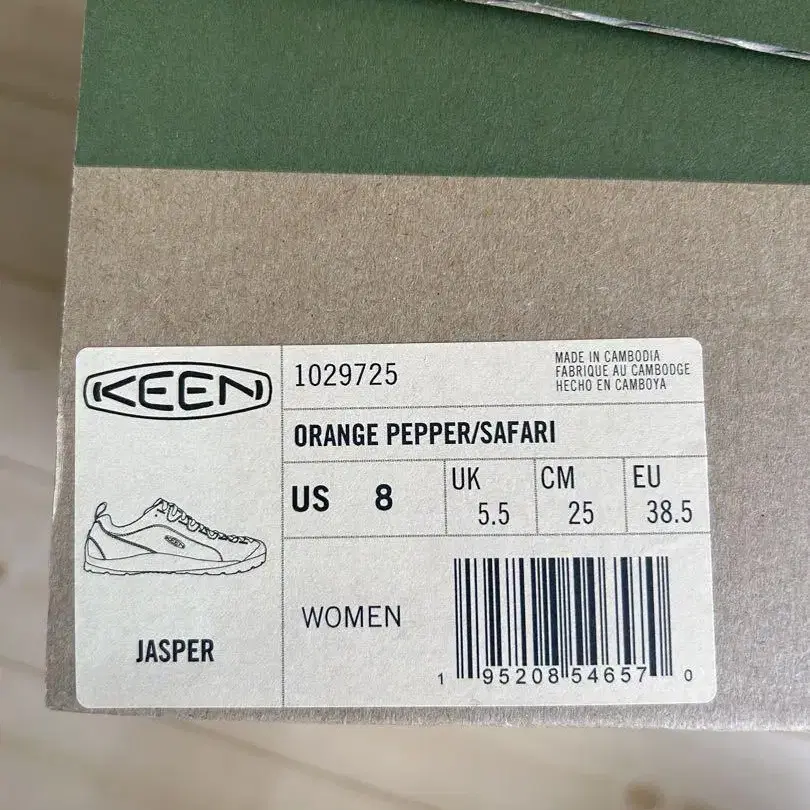 KEEN
1029725
MADE IN CAMBODIA
FABRIQUE AU CAMBODGE
HECHO EN CAMBOYA
ORANGE PEPPER/SAFARI
US 8
UK 5.5
CM 25
EU 38.5
KEEN
JASPER
WOMEN
1 95208 54657 0